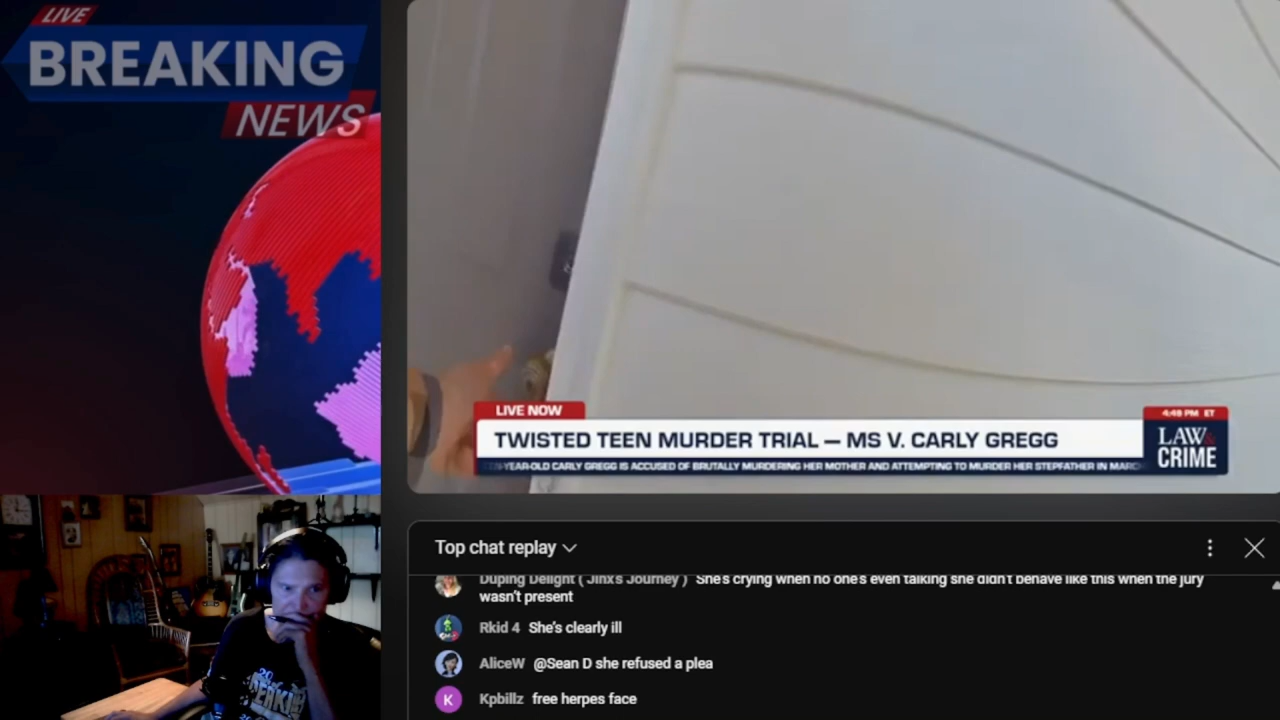 LIVE
BREAKING
NEWS
LIVE NOW
4:49 PM ET
TWISTED TEEN MURDER TRIAL — MS V. CARLY GREGG
LAW&
CRIME
YEAR-OLD CARLY GREGG IS ACCUSED OF BRUTALLY MURDERING HER MOTHER AND ATTEMPTING TO MURDER HER STEPFATHER IN
Top chat replay
Duping Delight ( Jinx's Journey ) She's crying when no one's even talking she didn't behave like this when the jury
wasn't present
Rkid 4 She's clearly ill
AliceW @Sean D she refused a plea
K Kpbillz free herpes face